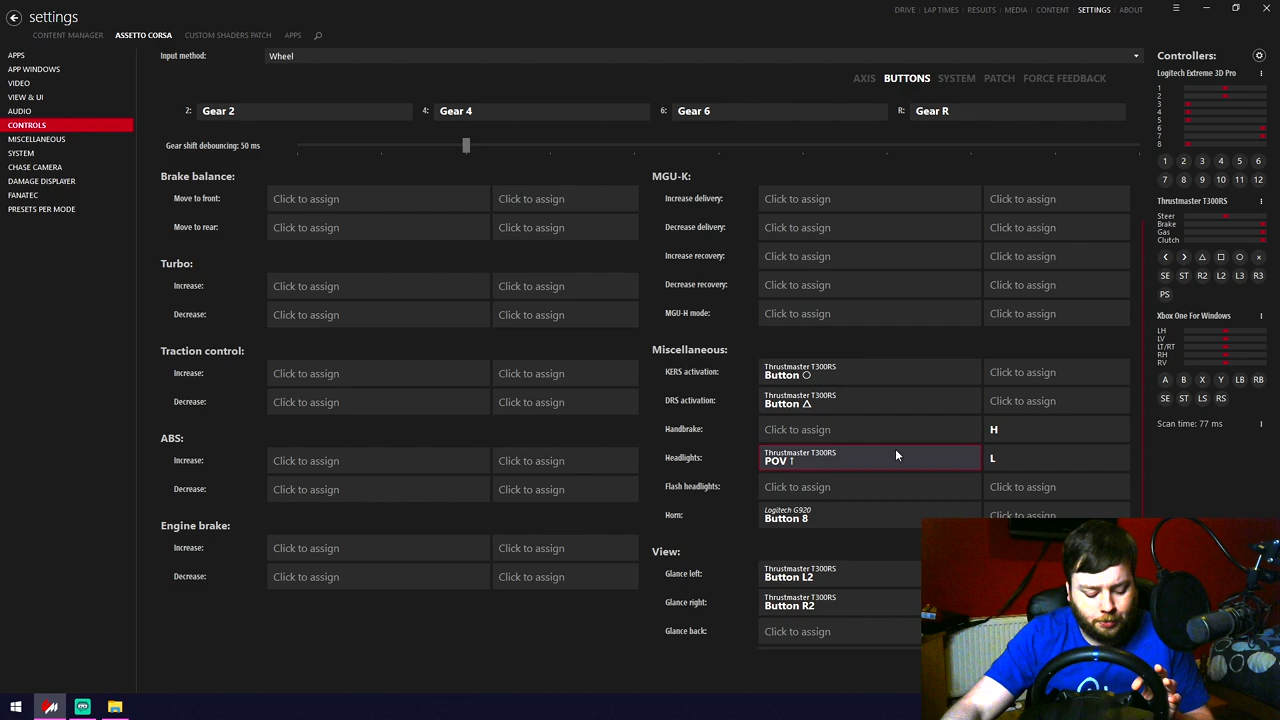 settings
DRIVE LAP TIMES RESULTS MEDIA CONTENT SETTINGS ABOUT
CONTENT MANAGER ASSETTO CORSA CUSTOM SHADERS PATCH APPS
APPS
APP WINDOWS
VIDEO
VIEW & UI
AUDIO
CONTROLS
MISCELLANEOUS
SYSTEM
CHASE CAMERA
DAMAGE DISPLAYER
FANATEC
PRESETS PER MODE
Input method: Wheel
AXIS BUTTONS SYSTEM PATCH FORCE FEEDBACK
2: Gear 2 4: Gear 4 6: Gear 6 R: Gear R
Gear shift debouncing: 50 ms
Brake balance:
Move to front: Click to assign Click to assign
Move to rear: Click to assign Click to assign
Turbo:
Increase: Click to assign Click to assign
Decrease: Click to assign Click to assign
Traction control:
Increase: Click to assign Click to assign
Decrease: Click to assign Click to assign
ABS:
Increase: Click to assign Click to assign
Decrease: Click to assign Click to assign
Engine brake:
Increase: Click to assign Click to assign
Decrease: Click to assign Click to assign
MGU-K:
Increase delivery: Click to assign Click to assign
Decrease delivery: Click to assign Click to assign
Increase recovery: Click to assign Click to assign
Decrease recovery: Click to assign Click to assign
MGU-H mode: Click to assign Click to assign
Miscellaneous:
Thrustmaster T300RS
KERS activation: Button ○ Click to assign
Thrustmaster T300RS
DRS activation: Button △ Click to assign
Handbrake: Click to assign H
Thrustmaster T300RS
Headlights: POV ↑ L
Flash headlights: Click to assign Click to assign
Logitech G920
Horn: Button 8 Click to assign
View:
Thrustmaster T300RS
Glance left: Button L2
Thrustmaster T300RS
Glance right: Button R2
Glance back: Click to assign
Controllers:
Logitech Extreme 3D Pro
1
2
3
4
5
6
7
8
1 2 3 4 5 6
7 8 9 10 11 12
Thrustmaster T300RS
Steer
Brake
Gas
Clutch
‹ › △ □ ○ ×
SE ST R2 L2 L3 R3
PS
Xbox One For Windows
LH
LV
LT/RT
RH
RV
A B X Y LB RB
SE ST LS RS
Scan time: 77 ms